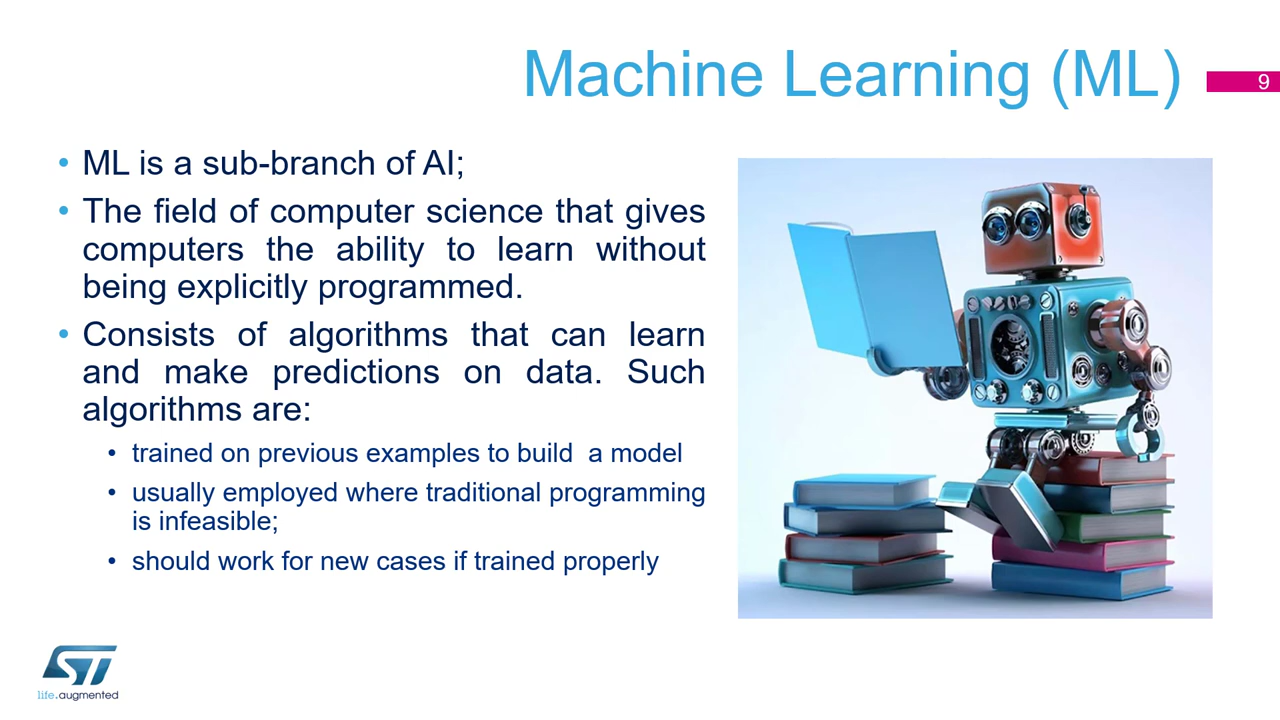 Machine Learning (ML)
9
• ML is a sub-branch of AI;
• The field of computer science that gives
computers the ability to learn without
being explicitly programmed.
• Consists of algorithms that can learn
and make predictions on data. Such
algorithms are:
• trained on previous examples to build a model
• usually employed where traditional programming
is infeasible;
• should work for new cases if trained properly
ST
life.augmented